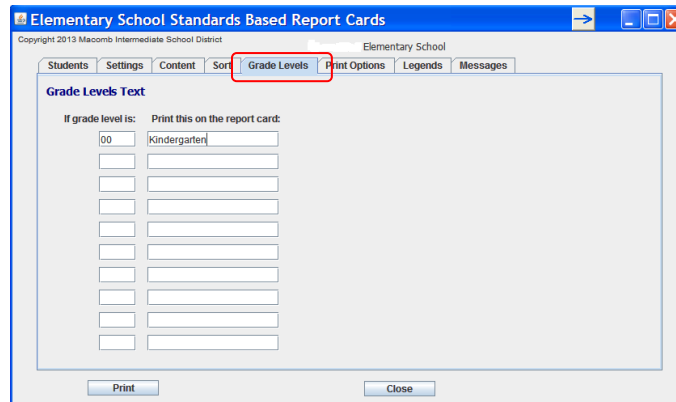 Elementary School Standards Based Report Cards
Copyright 2013 Macomb Intermediate School District
Elementary School
Students Settings Content Sort Grade Levels Print Options Legends Messages
Grade Levels Text
If grade level is: Print this on the report card:
00 Kindergarten
Print Close